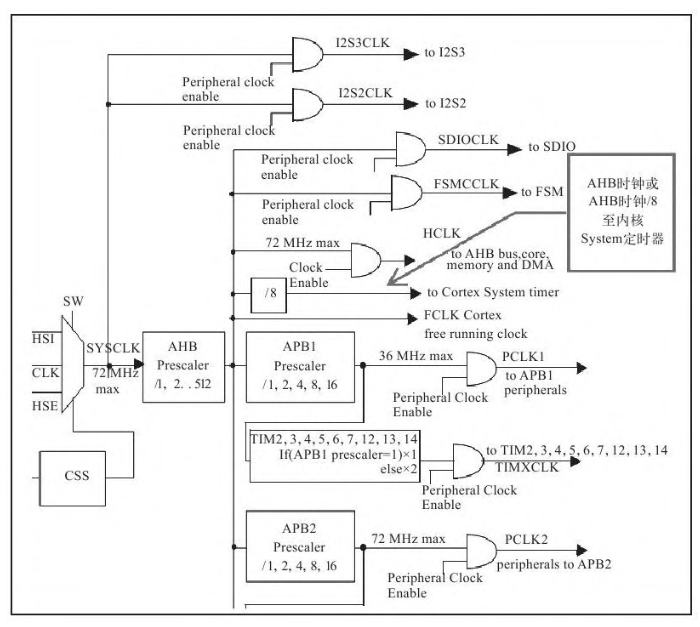 I2S3CLK
to I2S3
Peripheral clock
enable
I2S2CLK
to I2S2
Peripheral clock
enable
SDIOCLK
to SDIO
Peripheral clock
enable
FSMCCLK
to FSM
Peripheral clock
enable
AHB时钟或
AHB时钟/8
至内核
System定时器
HCLK
72 MHz max
to AHB bus,core,
memory and DMA
Clock
Enable
/8
to Cortex System timer
FCLK Cortex
free running clock
SW
HSI
SYSCLK
CLK
72 MHz
max
HSE
CSS
AHB
Prescaler
/1, 2. . 512
APB1
Prescaler
/1, 2, 4, 8, 16
36 MHz max
PCLK1
to APB1
peripherals
Peripheral Clock
Enable
TIM2, 3, 4, 5, 6, 7, 12, 13, 14
If(APB1 prescaler=1)×1
else×2
to TIM2, 3, 4, 5, 6, 7, 12, 13, 14
TIMXCLK
Peripheral Clock
Enable
APB2
Prescaler
/1, 2, 4, 8, 16
72 MHz max
PCLK2
peripherals to APB2
Peripheral Clock
Enable